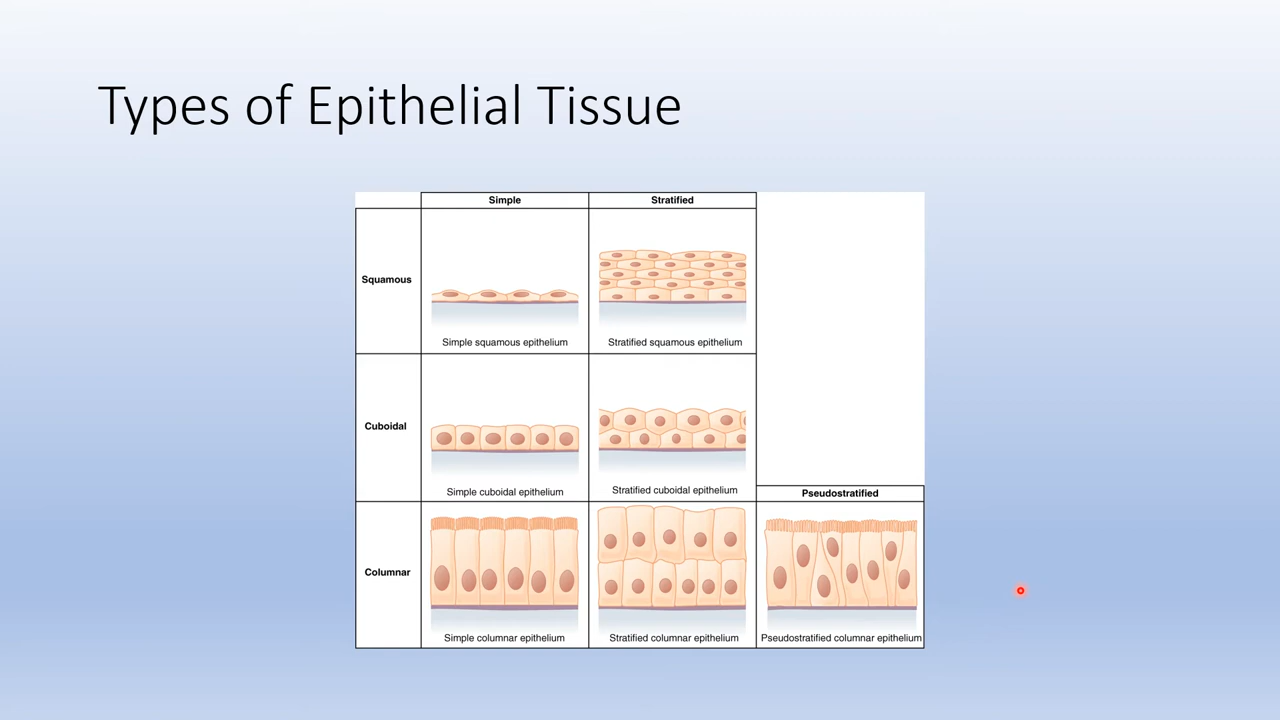 Types of Epithelial Tissue
Simple
Stratified
Squamous
Simple squamous epithelium
Stratified squamous epithelium
Cuboidal
Simple cuboidal epithelium
Stratified cuboidal epithelium
Pseudostratified
Columnar
Simple columnar epithelium
Stratified columnar epithelium
Pseudostratified columnar epithelium